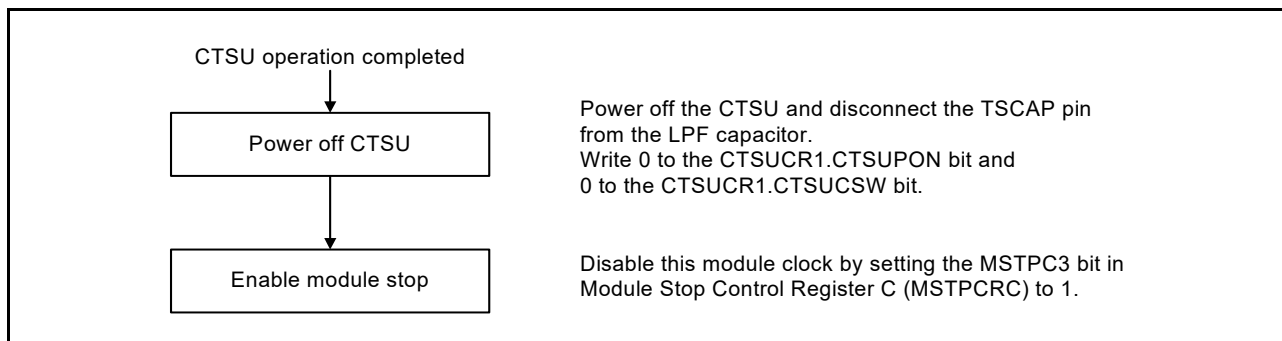 CTSU operation completed
Power off CTSU
Power off the CTSU and disconnect the TSCAP pin
from the LPF capacitor.
Write 0 to the CTSUCR1.CTSUPON bit and
0 to the CTSUCR1.CTSUCSW bit.
Enable module stop
Disable this module clock by setting the MSTPC3 bit in
Module Stop Control Register C (MSTPCRC) to 1.